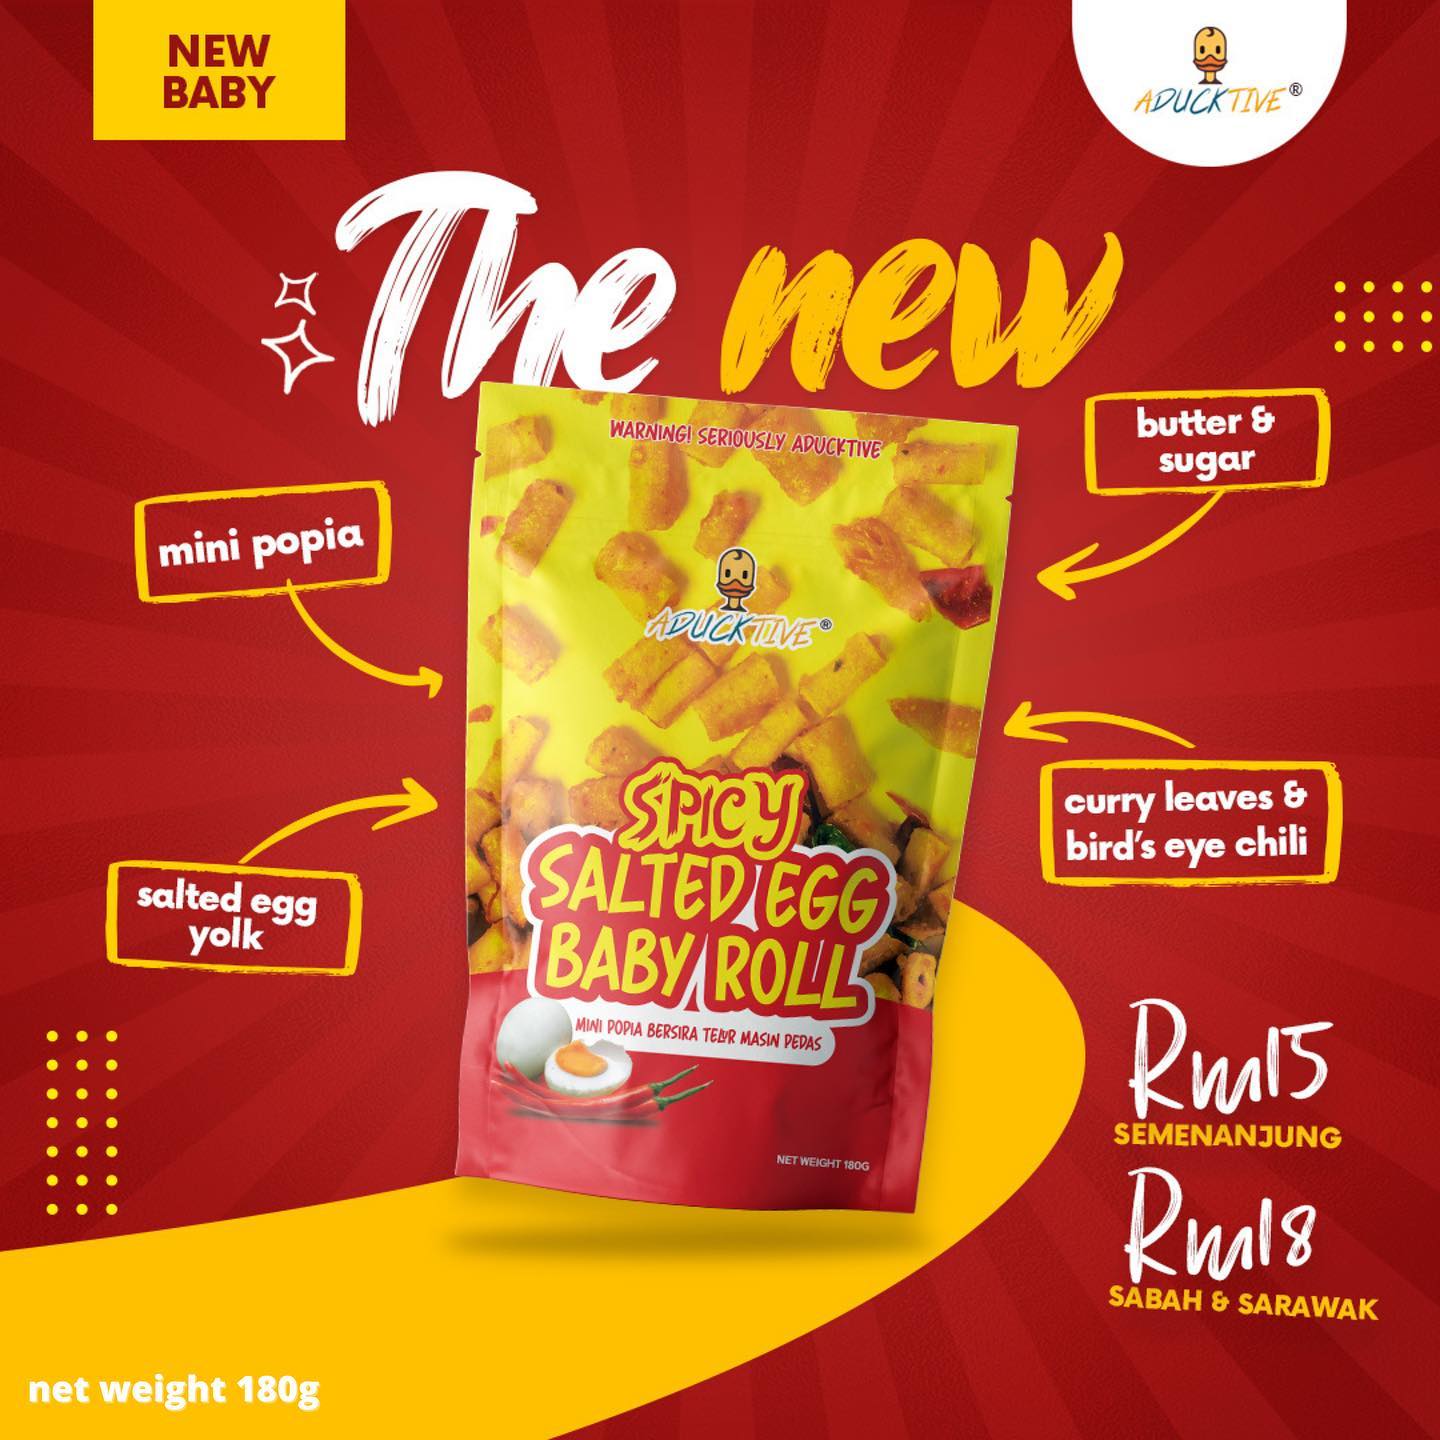 NEW
BABY
ADUCKTIVE®
The new
butter &
sugar
mini popia
WARNING! SERIOUSLY ADUCKTIVE
ADUCKTIVE®
curry leaves &
bird's eye chili
salted egg
yolk
SPICY
SALTED EGG
BABY ROLL
MINI POPIA BERSIRA TELUR MASIN PEDAS
NET WEIGHT 180G
Rm15
SEMENANJUNG
Rm18
SABAH & SARAWAK
net weight 180g